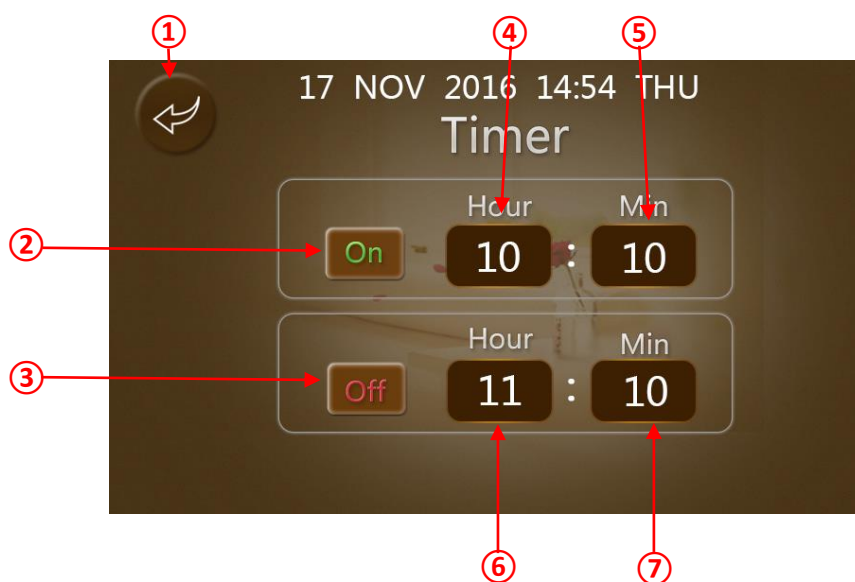 ① ④ ⑤
17 NOV 2016 14:54 THU
Timer
Hour Min
② On 10 : 10
Hour Min
③ Off 11 : 10
⑥ ⑦